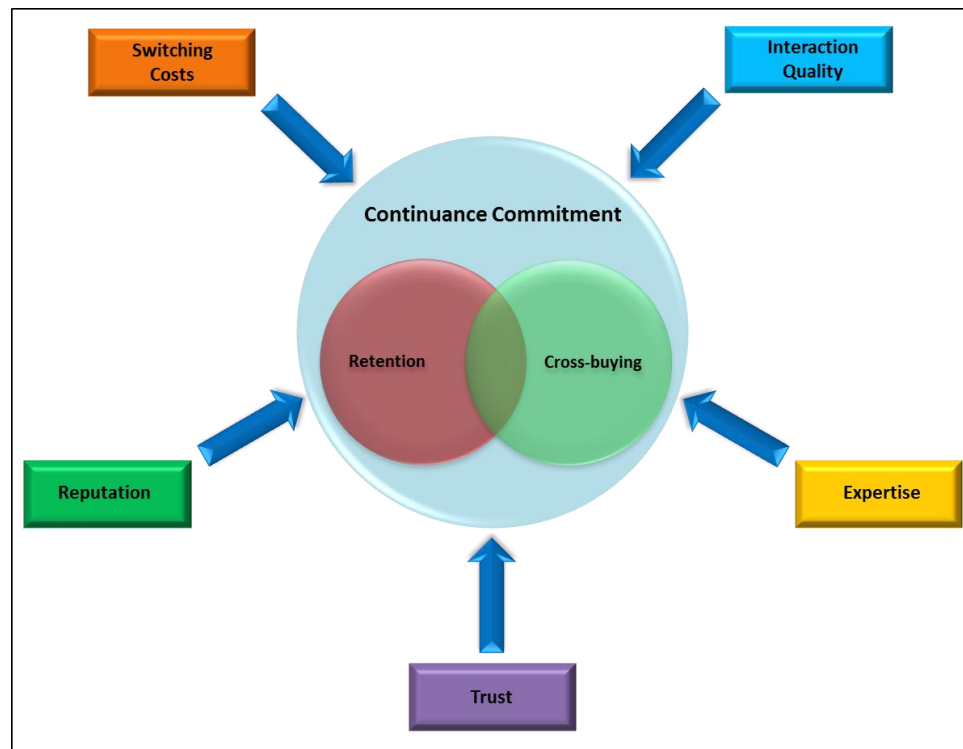 Switching
Costs
Interaction
Quality
Continuance Commitment
Retention
Cross-buying
Reputation
Expertise
Trust